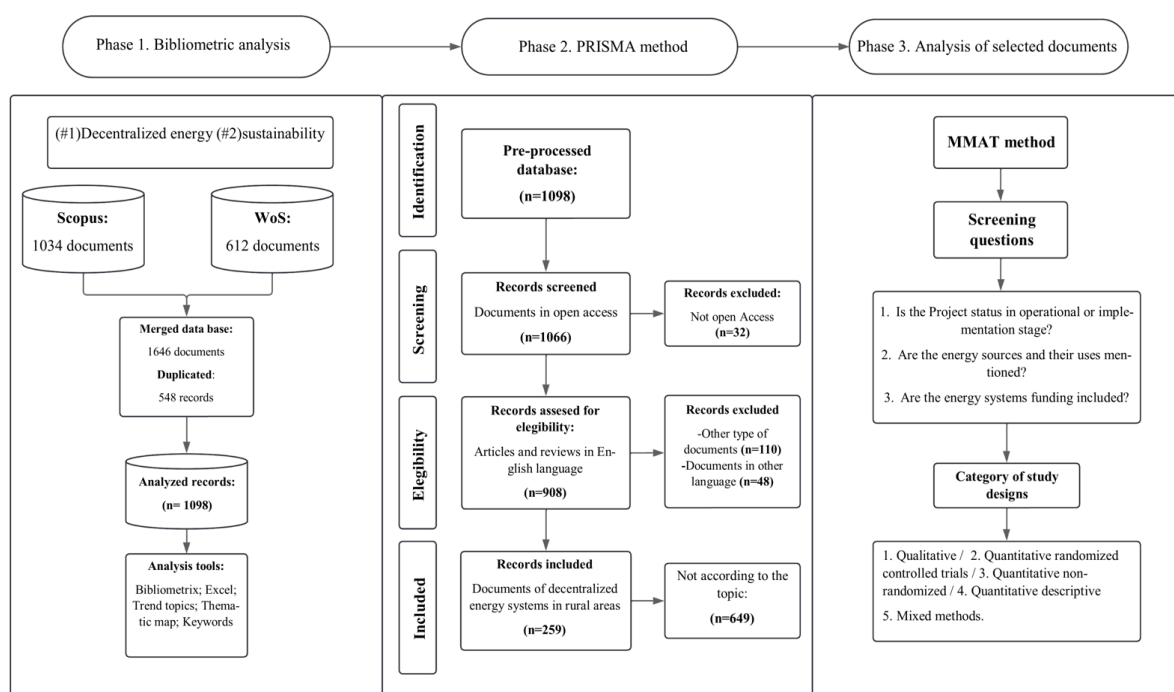 Phase 1. Bibliometric analysis
Phase 2. PRISMA method
Phase 3. Analysis of selected documents
(#1)Decentralized energy (#2)sustainability
Scopus:
1034 documents
WoS:
612 documents
Merged data base:
1646 documents
Duplicated:
548 records
Analyzed records:
(n= 1098)
Analysis tools:
Bibliometrix; Excel;
Trend topics; Thema-
tic map; Keywords
Identification
Pre-processed
database:
(n=1098)
Screening
Records screened
Documents in open access
(n=1066)
Records excluded:
Not open Access
(n=32)
Elegibility
Records assesed for
elegibility:
Articles and reviews in En-
glish language
(n=908)
Records excluded
-Other type of
documents (n=110)
-Documents in other
language (n=48)
Included
Records included
Documents of decentralized
energy systems in rural areas
(n=259)
Not according to the
topic:
(n=649)
MMAT method
Screening
questions
1. Is the Project status in operational or imple-
mentation stage?
2. Are the energy sources and their uses men-
tioned?
3. Are the energy systems funding included?
Category of study
designs
1. Qualitative / 2. Quantitative randomized
controlled trials / 3. Quantitative non-
randomized / 4. Quantitative descriptive
5. Mixed methods.